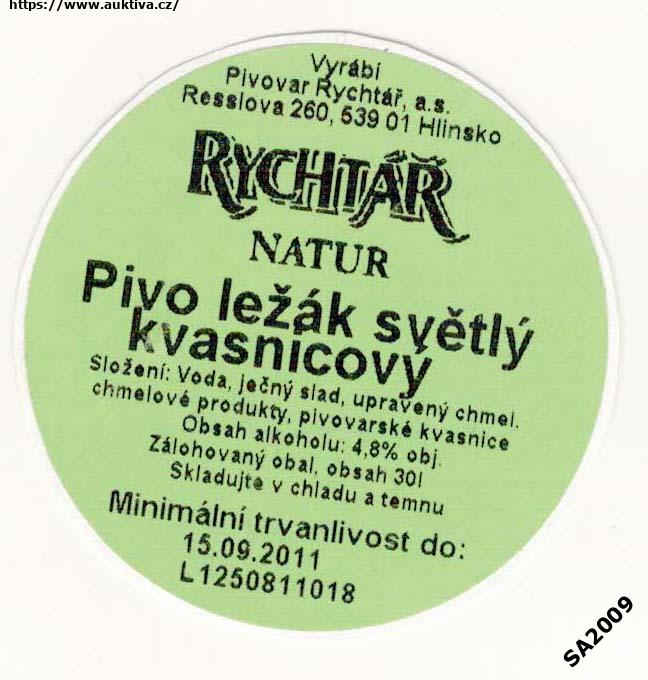 https://www.auktiva.cz/
Vyrábí
Pivovar Rychtář, a.s.
Resslova 260, 539 01 Hlinsko
RYCHTÁŘ
NATUR
Pivo ležák světlý
kvasnicový
Složení: Voda, ječný slad, upravený chmel.
chmelové produkty, pivovarské kvasnice
Obsah alkoholu: 4,8% obj.
Zálohovaný obal, obsah 30l
Skladujte v chladu a temnu
Minimální trvanlivost do:
15.09.2011
L1250811018
SA2009